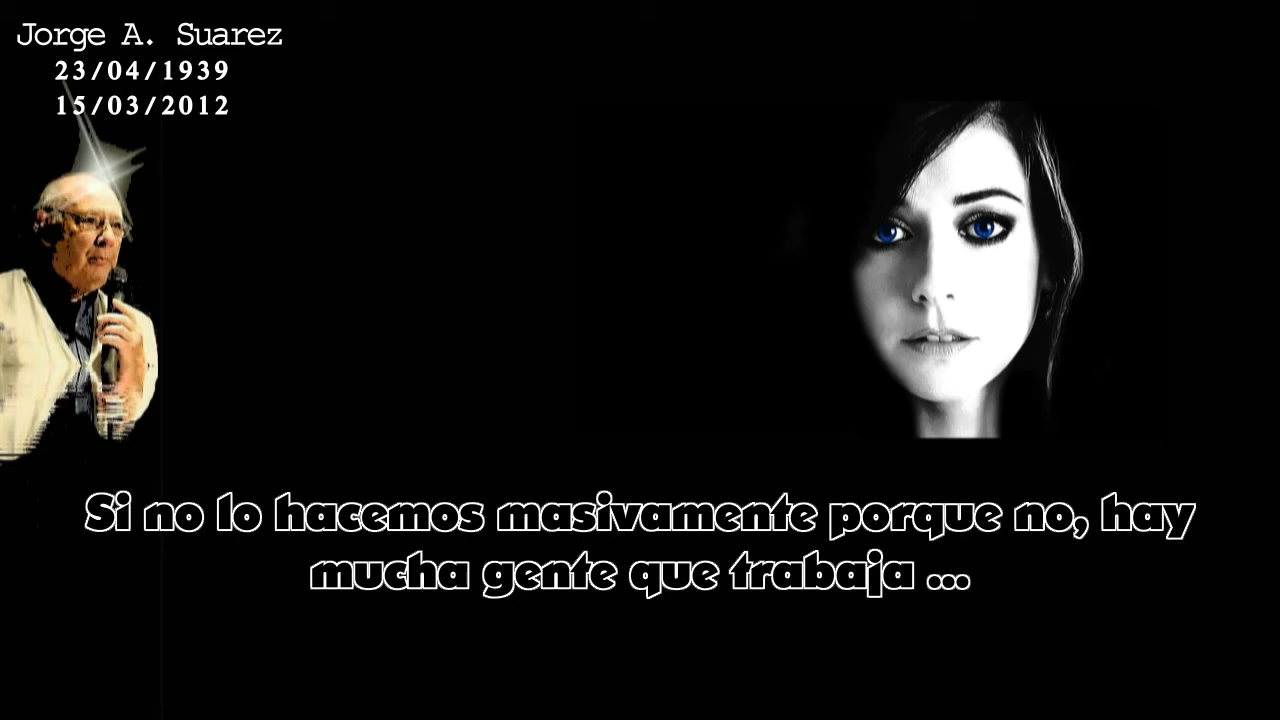 Jorge A. Suarez
23/04/1939
15/03/2012
Si no lo hacemos masivamente porque no, hay
mucha gente que trabaja ...